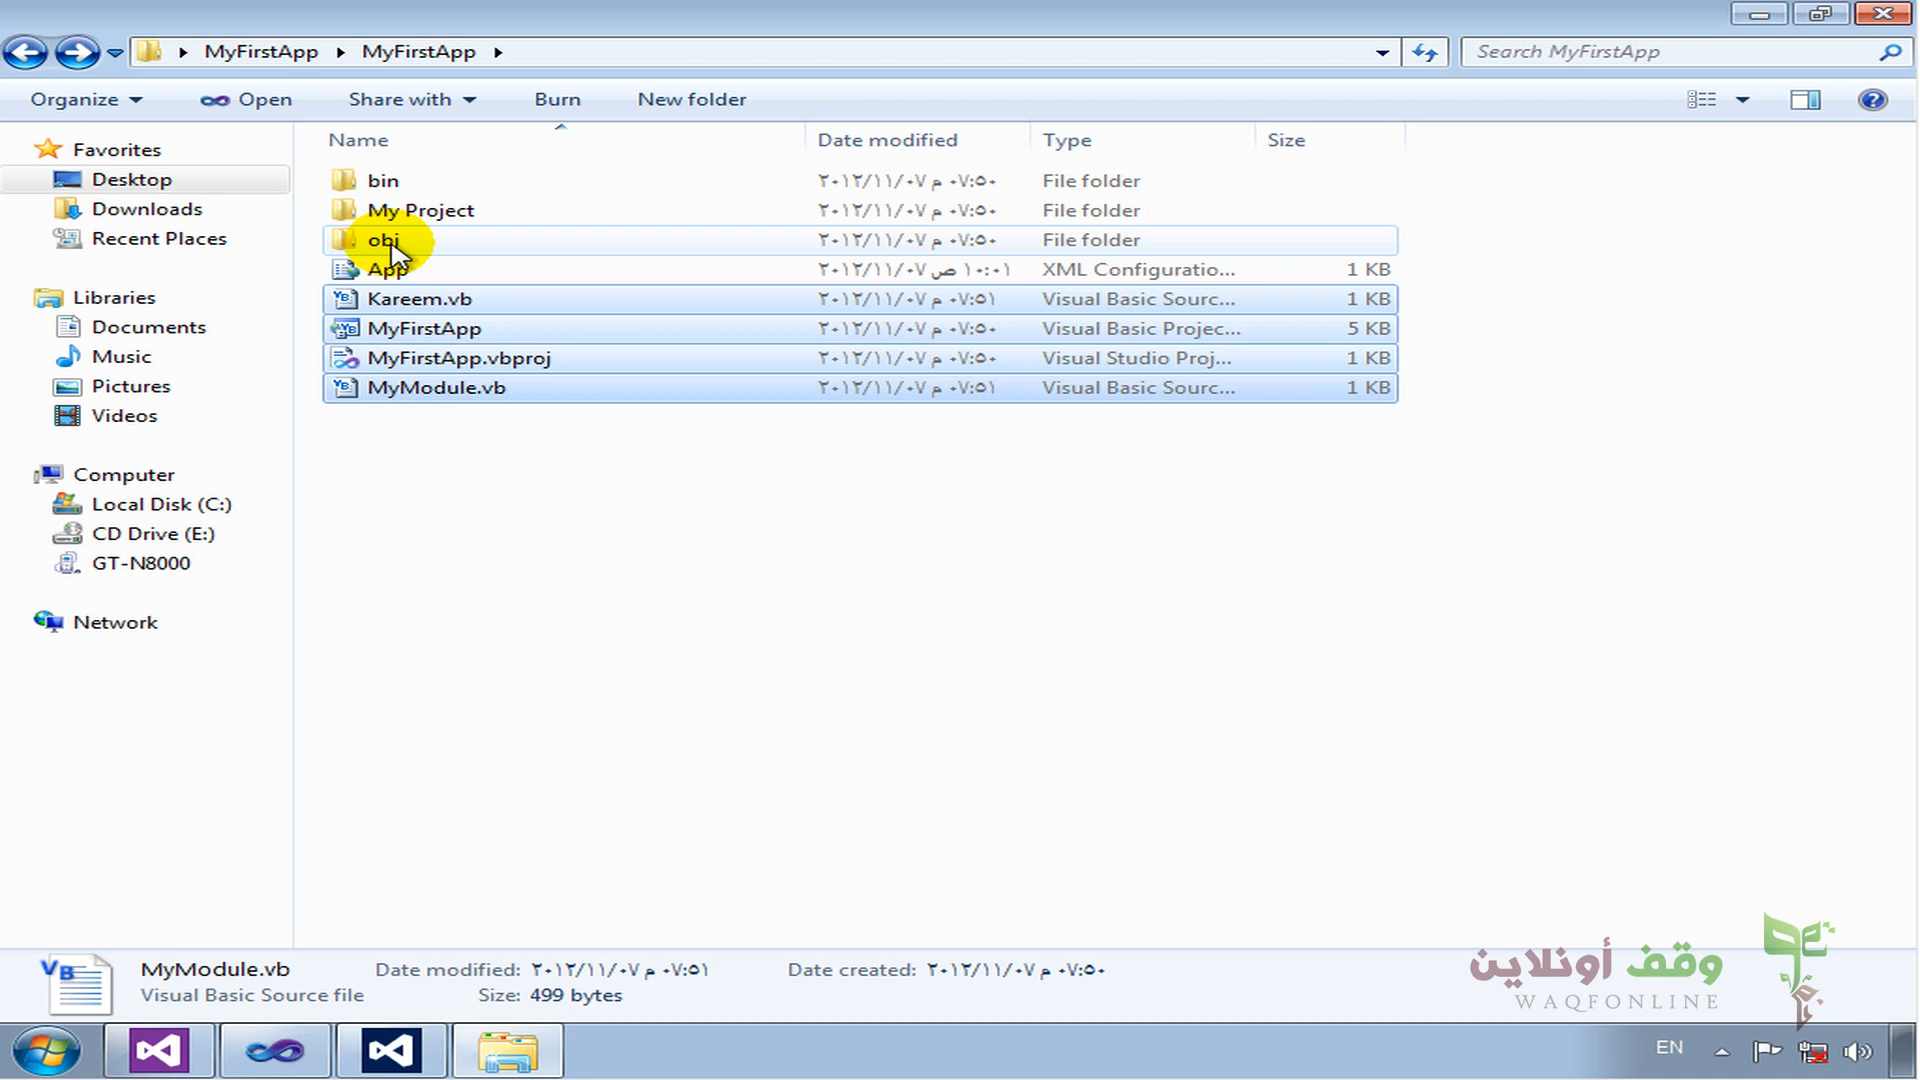 MyFirstApp ▸ MyFirstApp ▸
Search MyFirstApp
Organize Open Share with Burn New folder
Name Date modified Type Size
bin ٢٠١٢/١١/٠٧ م ٠٧:٥٠ File folder
My Project ٢٠١٢/١١/٠٧ م ٠٧:٥٠ File folder
obj ٢٠١٢/١١/٠٧ م ٠٧:٥٠ File folder
App ٢٠١٢/١١/٠٧ ص ١٠:٠١ XML Configuratio... 1 KB
Kareem.vb ٢٠١٢/١١/٠٧ م ٠٧:٥١ Visual Basic Sourc... 1 KB
MyFirstApp ٢٠١٢/١١/٠٧ م ٠٧:٥٠ Visual Basic Projec... 5 KB
MyFirstApp.vbproj ٢٠١٢/١١/٠٧ م ٠٧:٥٠ Visual Studio Proj... 1 KB
MyModule.vb ٢٠١٢/١١/٠٧ م ٠٧:٥١ Visual Basic Sourc... 1 KB
Favorites
Desktop
Downloads
Recent Places
Libraries
Documents
Music
Pictures
Videos
Computer
Local Disk (C:)
CD Drive (E:)
GT-N8000
Network
MyModule.vb Date modified: ٢٠١٢/١١/٠٧ م ٠٧:٥١ Date created: ٢٠١٢/١١/٠٧ م ٠٧:٥٠
Visual Basic Source file Size: 499 bytes
وقف أونلاين
WAQFONLINE
EN